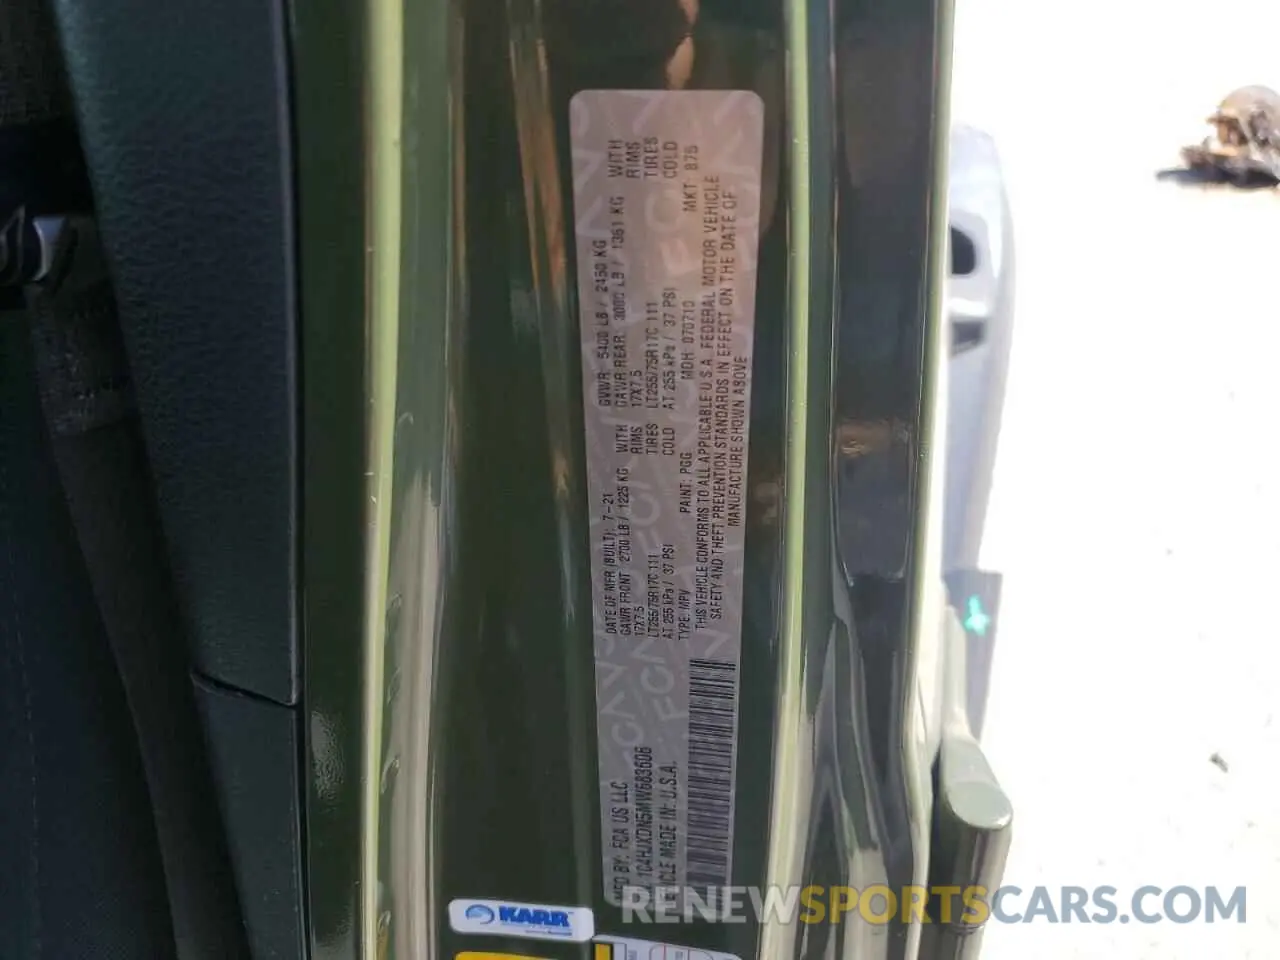 MFD BY: FCA US LLC
DATE OF MFR (BUILT): 7-21
GVWR 5400 LB / 2450 KG
GAWR FRONT 2700 LB / 1225 KG WITH
GAWR REAR: 3000 LB / 1361 KG WITH
17X7.5 RIMS
17X7.5 RIMS
LT255/75R17C 111 TIRES
LT255/75R17C 111 TIRES
AT 255 kPa / 37 PSI COLD
AT 255 kPa / 37 PSI COLD
1C4HJXDN5MW683606
TYPE: MPV PAINT: PGG MDH: 070710 MKT: B75
VEHICLE MADE IN: U.S.A.
THIS VEHICLE CONFORMS TO ALL APPLICABLE U.S.A. FEDERAL MOTOR VEHICLE
SAFETY AND THEFT PREVENTION STANDARDS IN EFFECT ON THE DATE OF
MANUFACTURE SHOWN ABOVE
KARR
RENEWSPORTSCARS.COM